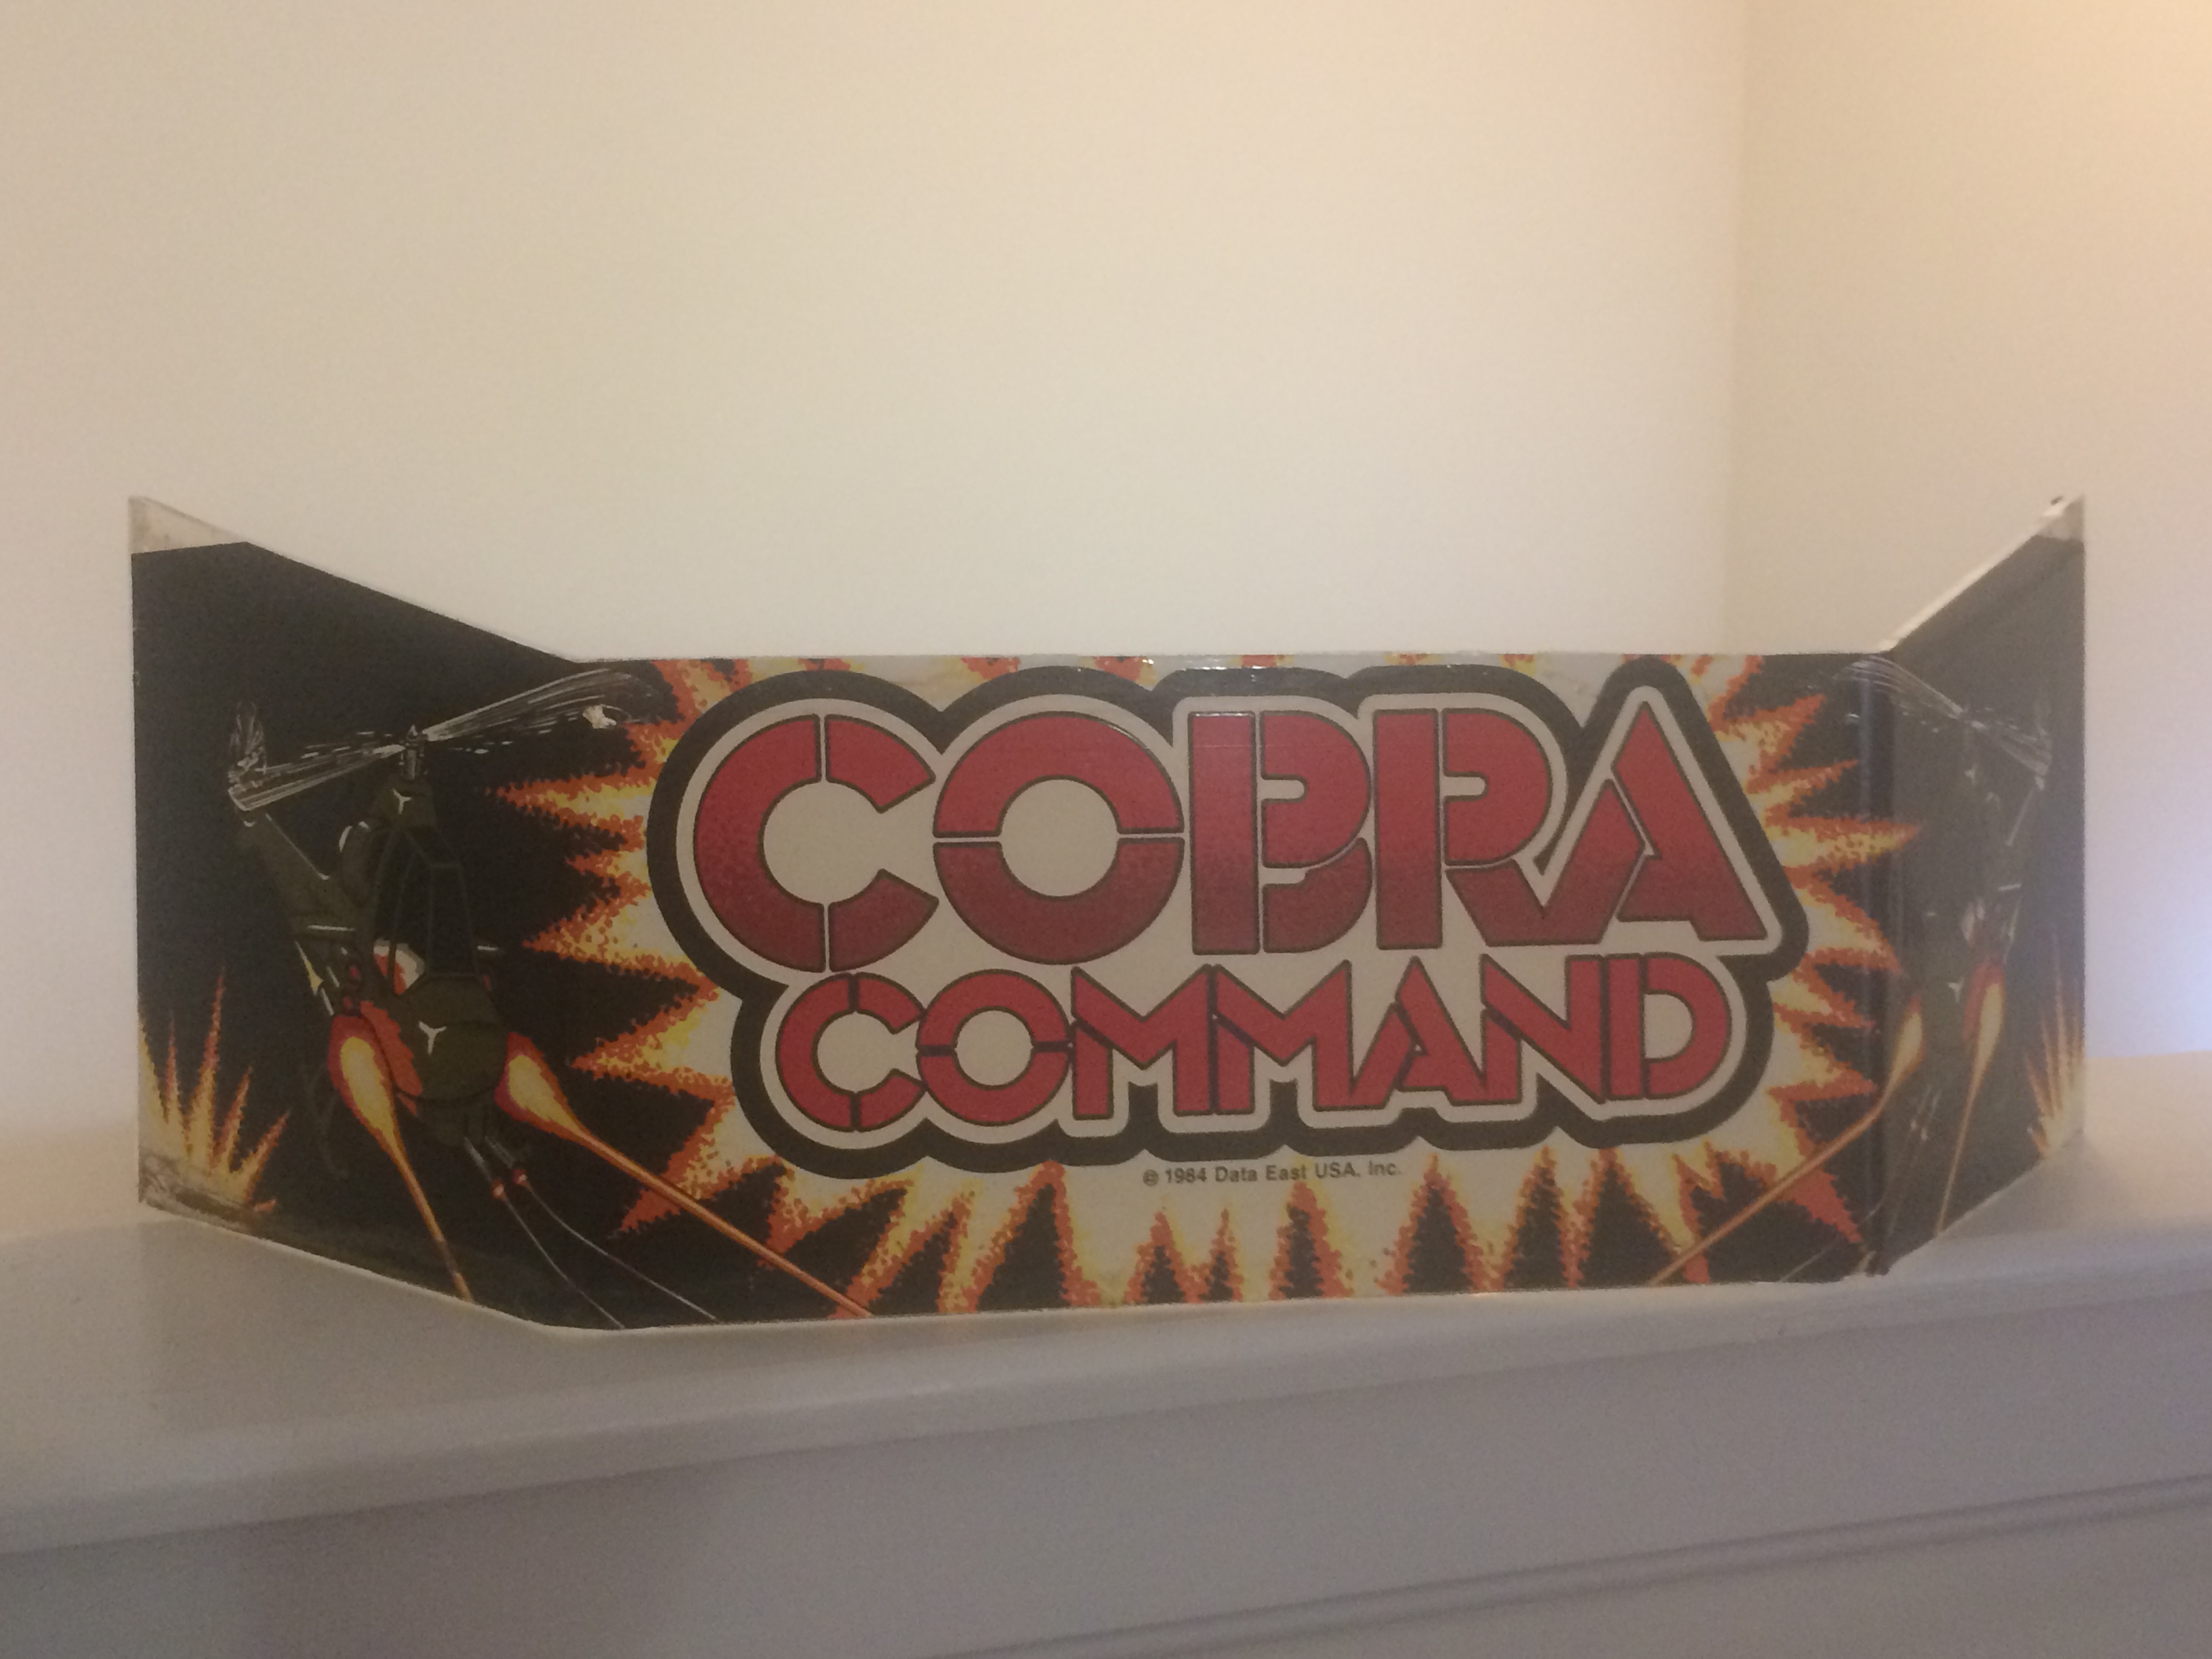 COBRA
COMMAND
© 1984 Data East USA, Inc.